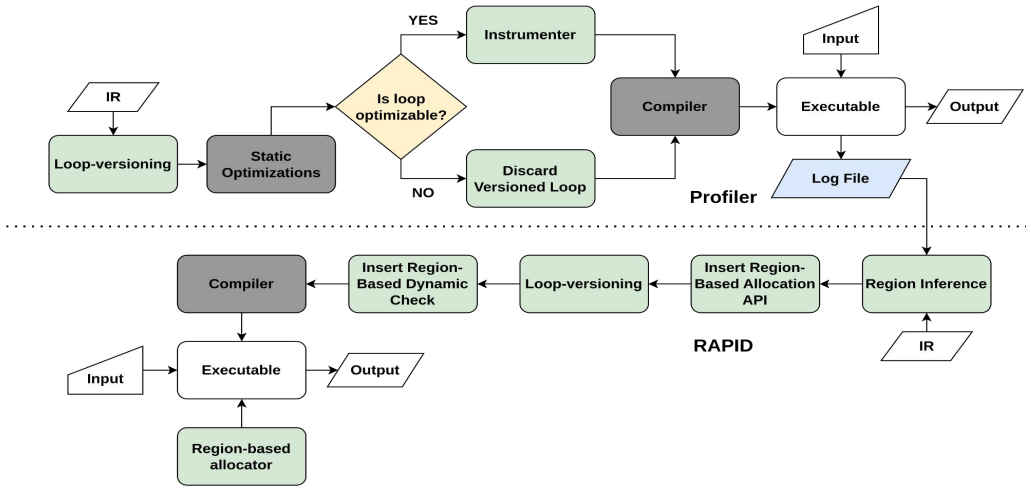 YES
Instrumenter
Input
IR
Is loop
optimizable?
Compiler
Executable
Output
Loop-versioning
Static
Optimizations
NO
Discard
Versioned Loop
Log File
Profiler
Compiler
Insert Region-
Based Dynamic
Check
Loop-versioning
Insert Region-
Based Allocation
API
Region Inference
RAPID
IR
Input
Executable
Output
Region-based
allocator